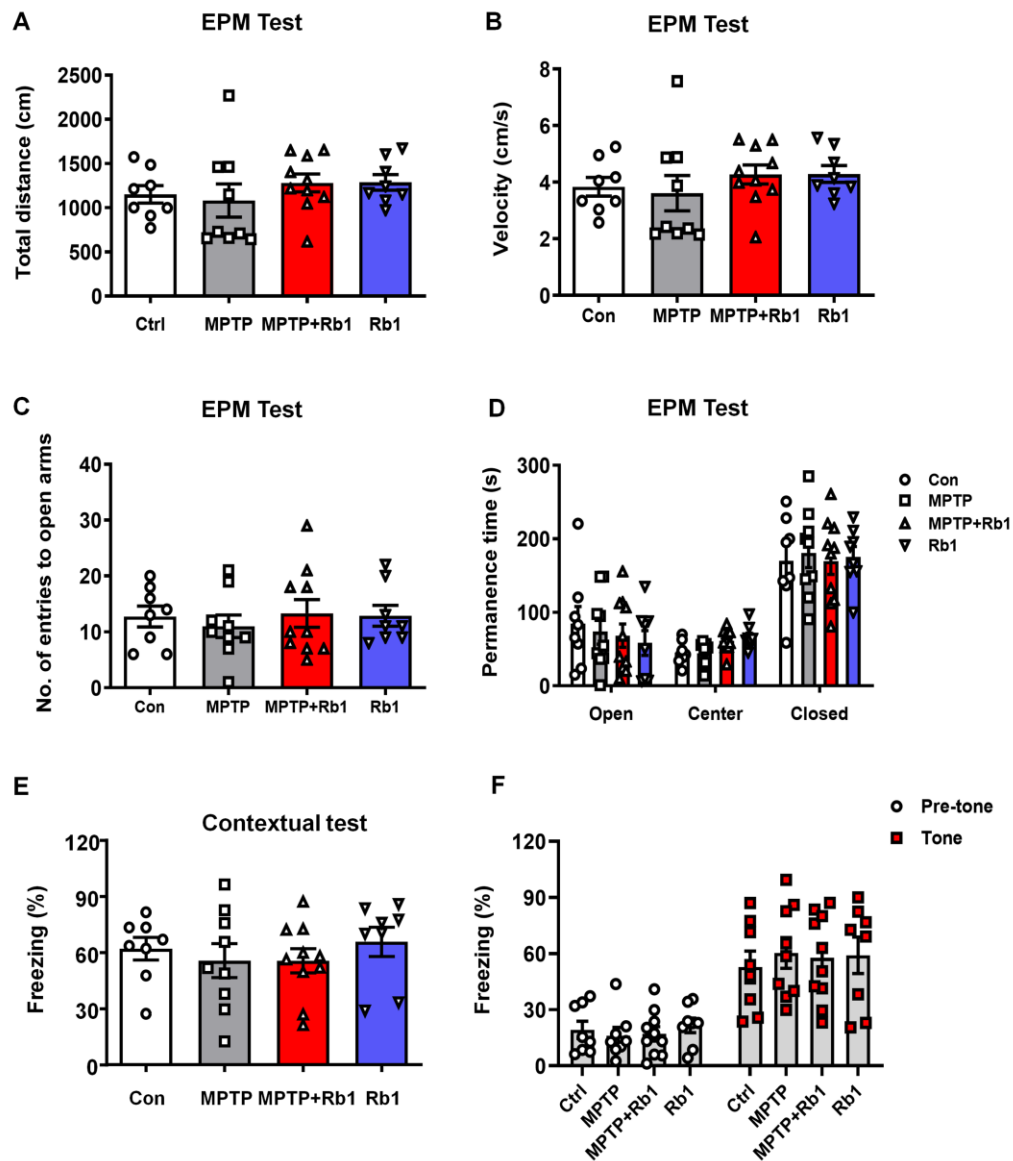 A
EPM Test
Total distance (cm)
2500
2000
1500
1000
500
0
Ctrl MPTP MPTP+Rb1 Rb1
B
EPM Test
Velocity (cm/s)
8
6
4
2
0
Con MPTP MPTP+Rb1 Rb1
C
EPM Test
No. of entries to open arms
40
30
20
10
0
Con MPTP MPTP+Rb1 Rb1
D
EPM Test
Permanence time (s)
300
200
100
0
Open Center Closed
Con
MPTP
MPTP+Rb1
Rb1
E
Contextual test
Freezing (%)
120
90
60
30
0
Con MPTP MPTP+Rb1 Rb1
F
Pre-tone
Tone
Freezing (%)
120
90
60
30
0
Ctrl MPTP MPTP+Rb1 Rb1 Ctrl MPTP MPTP+Rb1 Rb1